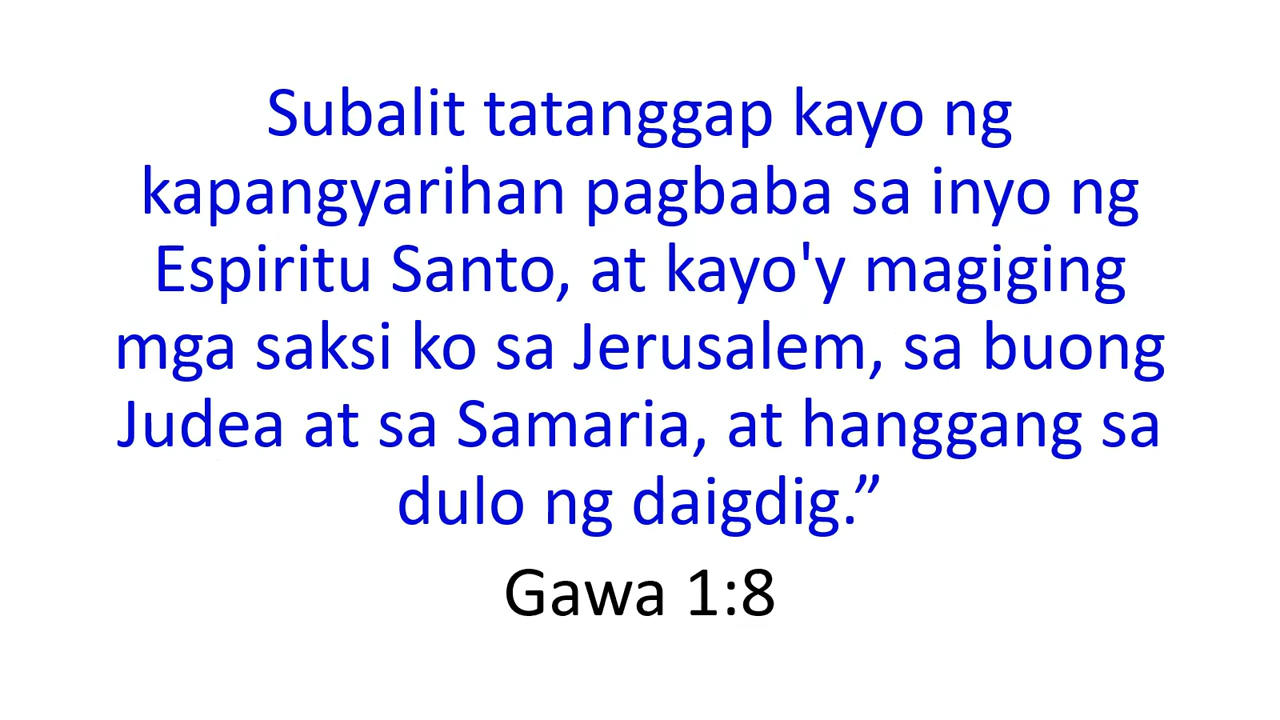 Subalit tatanggap kayo ng
kapangyarihan pagbaba sa inyo ng
Espiritu Santo, at kayo'y magiging
mga saksi ko sa Jerusalem, sa buong
Judea at sa Samaria, at hanggang sa
dulo ng daigdig.”
Gawa 1:8